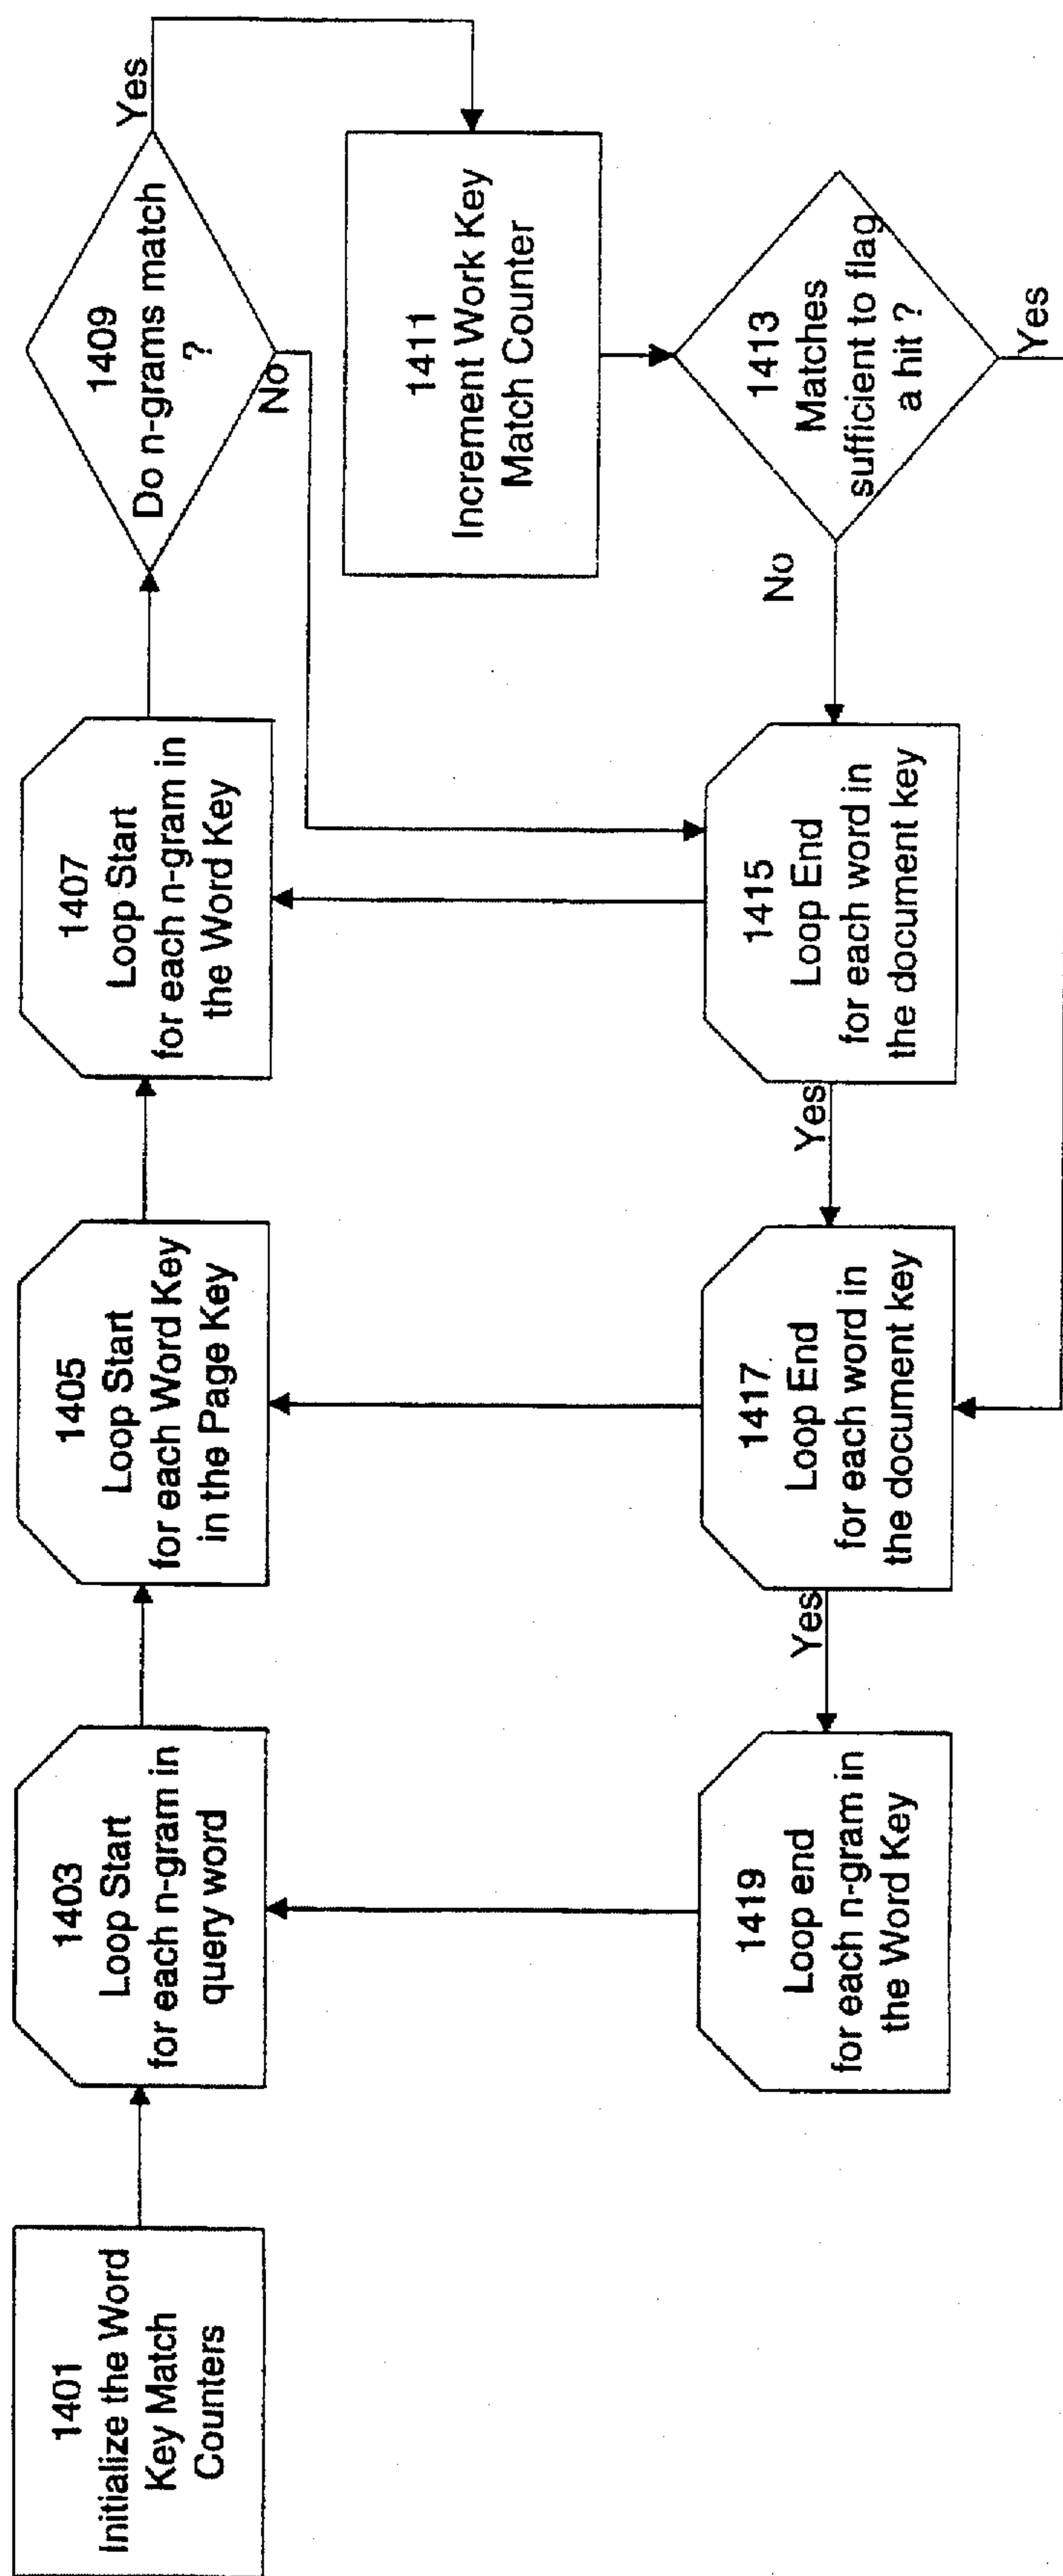 1401
Initialize the Word
Key Match
Counters
1403
Loop Start
for each n-gram in
query word
1405
Loop Start
for each Word Key
in the Page Key
1407
Loop Start
for each n-gram in
the Word Key
1409
Do n-grams match
?
Yes
No
1411
Increment Work Key
Match Counter
1413
Matches
sufficient to flag
a hit ?
No
Yes
1415
Loop End
for each word in
the document key
Yes
1417
Loop End
for each word in
the document key
Yes
1419
Loop end
for each n-gram in
the Word Key